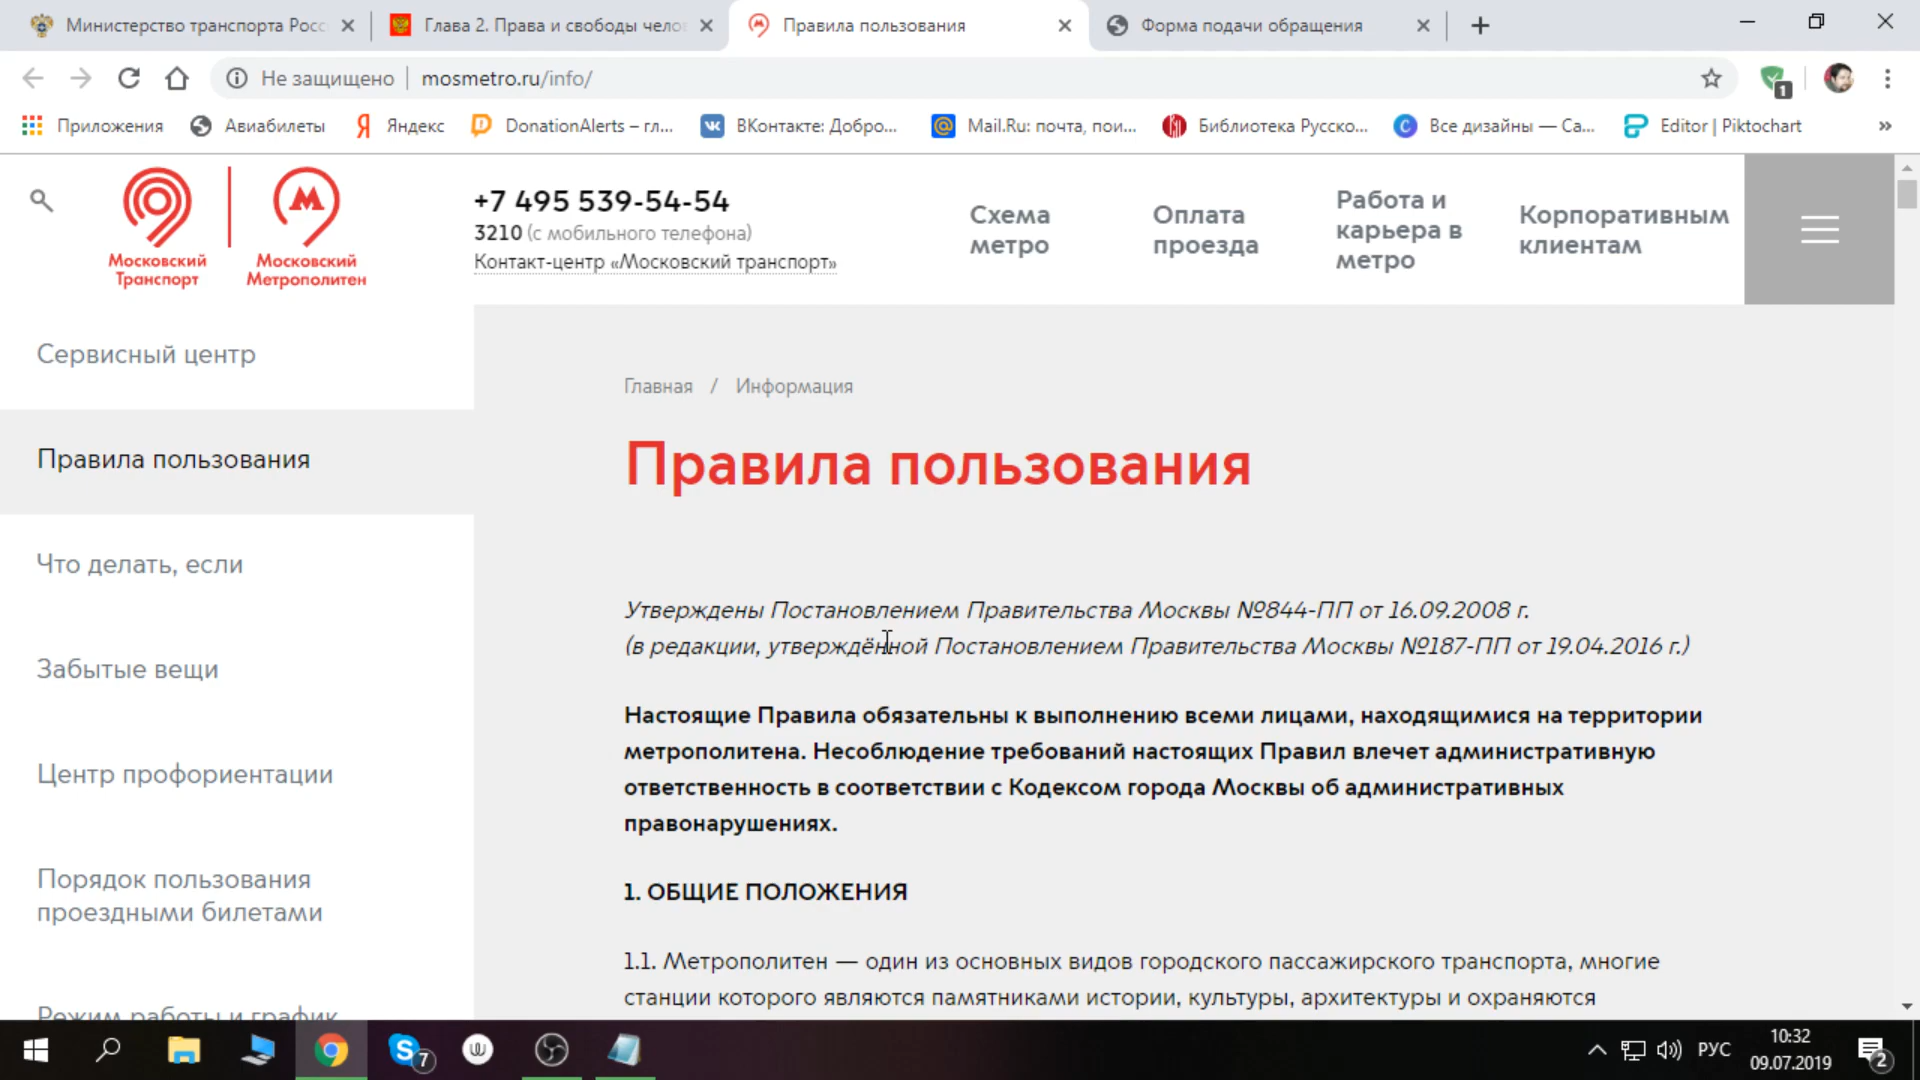 Министерство транспорта Росс
Глава 2. Права и свободы чело
Правила пользования
Форма подачи обращения
Не защищено
mosmetro.ru/info/
1
Приложения
Авиабилеты
Яндекс
DonationAlerts – гл...
ВКонтакте: Добро...
Mail.Ru: почта, пои...
Библиотека Русско...
Все дизайны — Ca...
Editor | Piktochart
Московский
Транспорт
Московский
Метрополитен
+7 495 539-54-54
3210 (с мобильного телефона)
Контакт-центр «Московский транспорт»
Схема
метро
Оплата
проезда
Работа и
карьера в
метро
Корпоративным
клиентам
Сервисный центр
Правила пользования
Что делать, если
Забытые вещи
Центр профориентации
Порядок пользования
проездными билетами
Режим работы и график
Главная / Информация
Правила пользования
Утверждены Постановлением Правительства Москвы №844-ПП от 16.09.2008 г.
(в редакции, утверждённой Постановлением Правительства Москвы №187-ПП от 19.04.2016 г.)
Настоящие Правила обязательны к выполнению всеми лицами, находящимися на территории
метрополитена. Несоблюдение требований настоящих Правил влечет административную
ответственность в соответствии с Кодексом города Москвы об административных
правонарушениях.
1. ОБЩИЕ ПОЛОЖЕНИЯ
1.1. Метрополитен — один из основных видов городского пассажирского транспорта, многие
станции которого являются памятниками истории, культуры, архитектуры и охраняются
7
РУС
10:32
09.07.2019
2